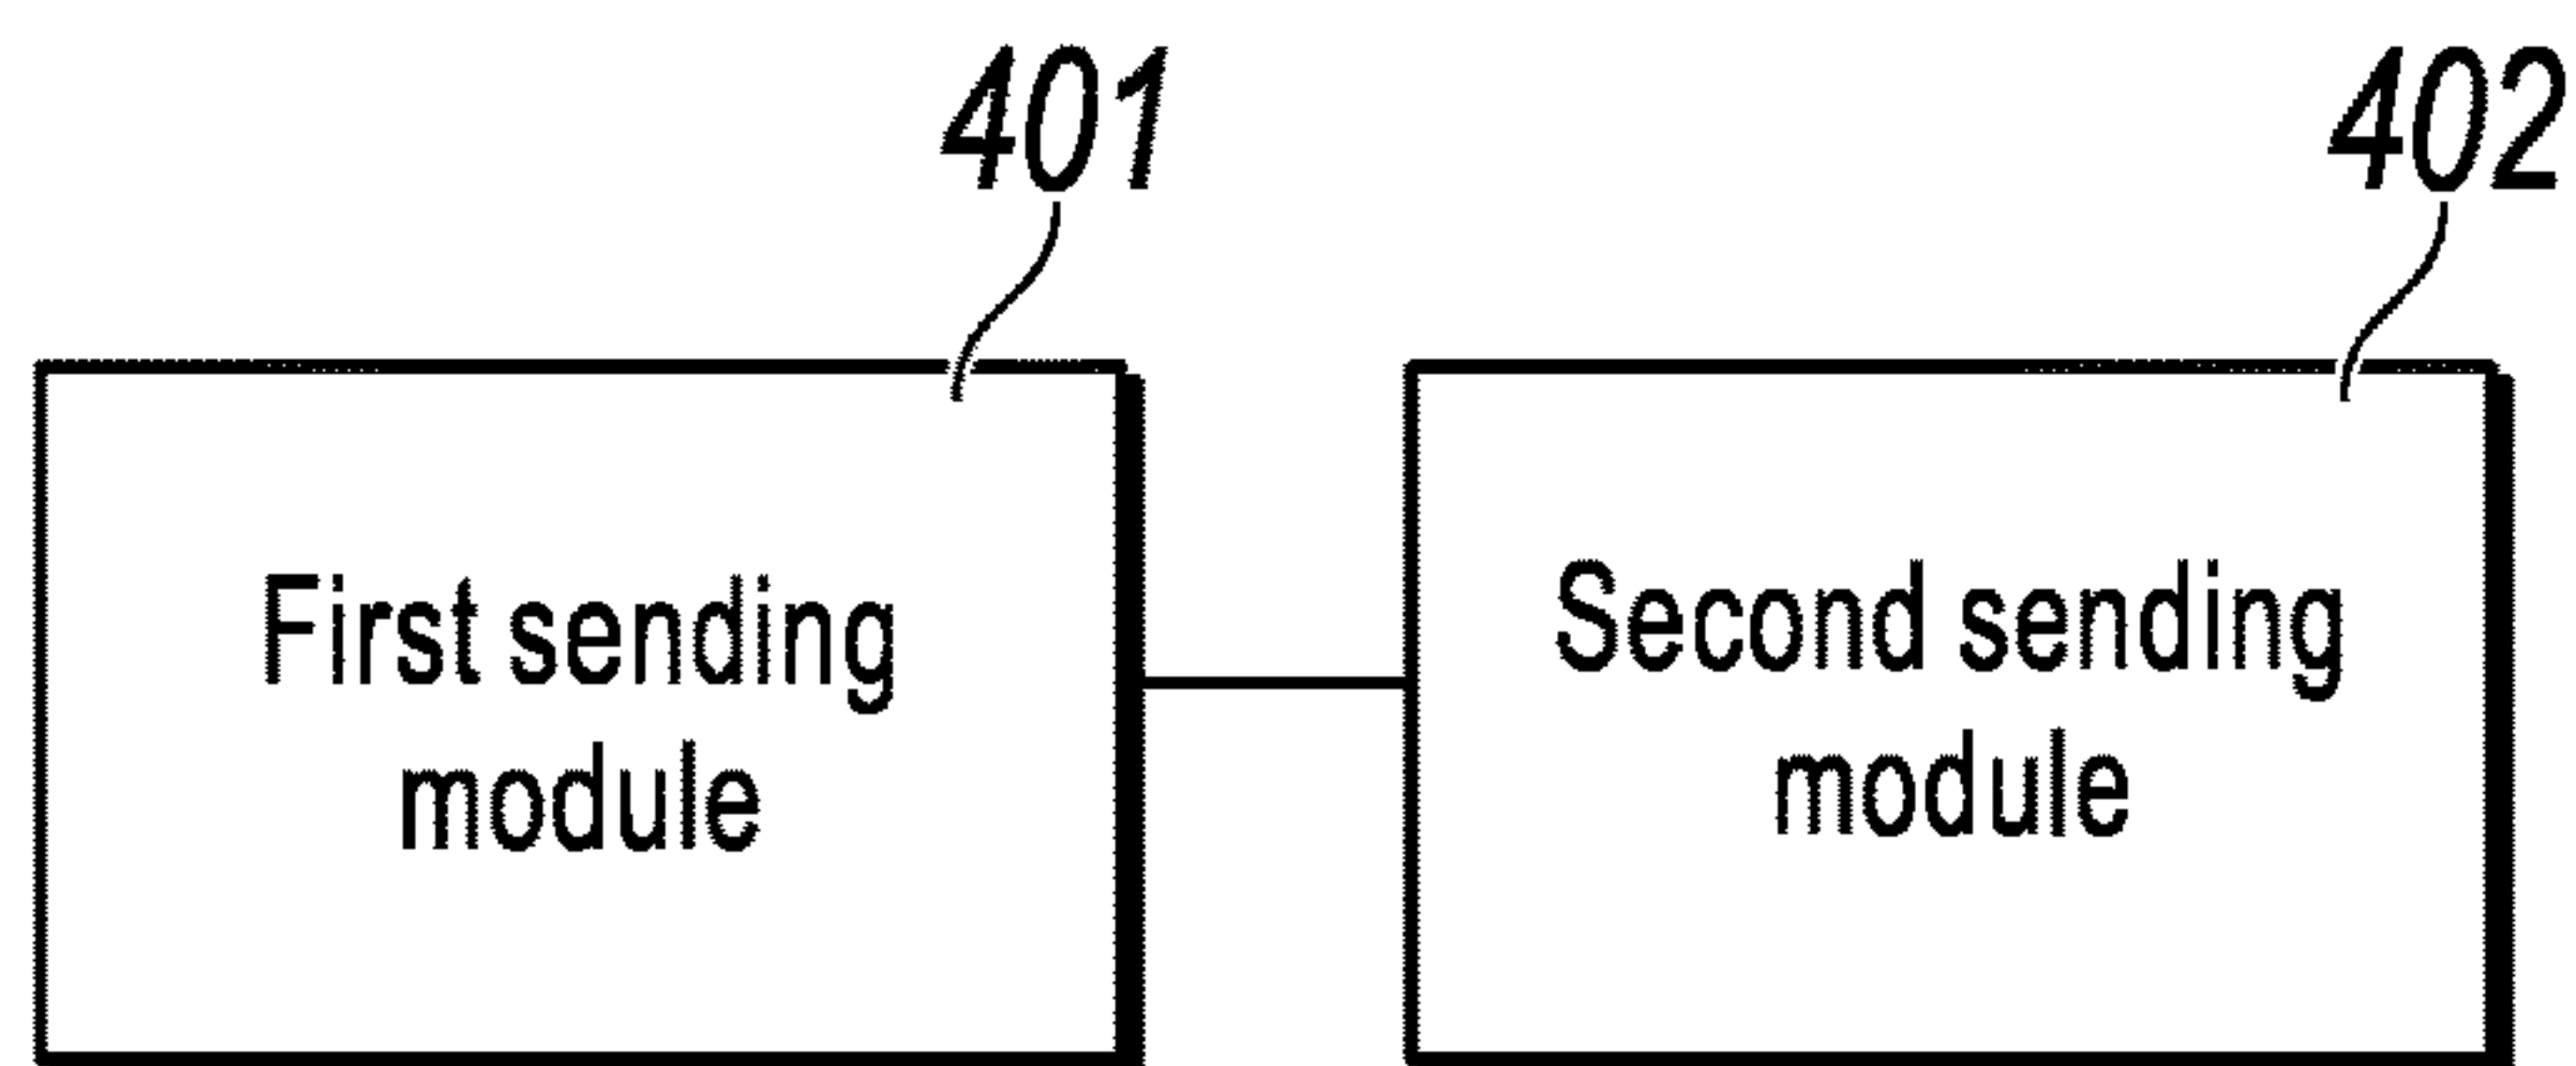 401
402
First sending
module
Second sending
module